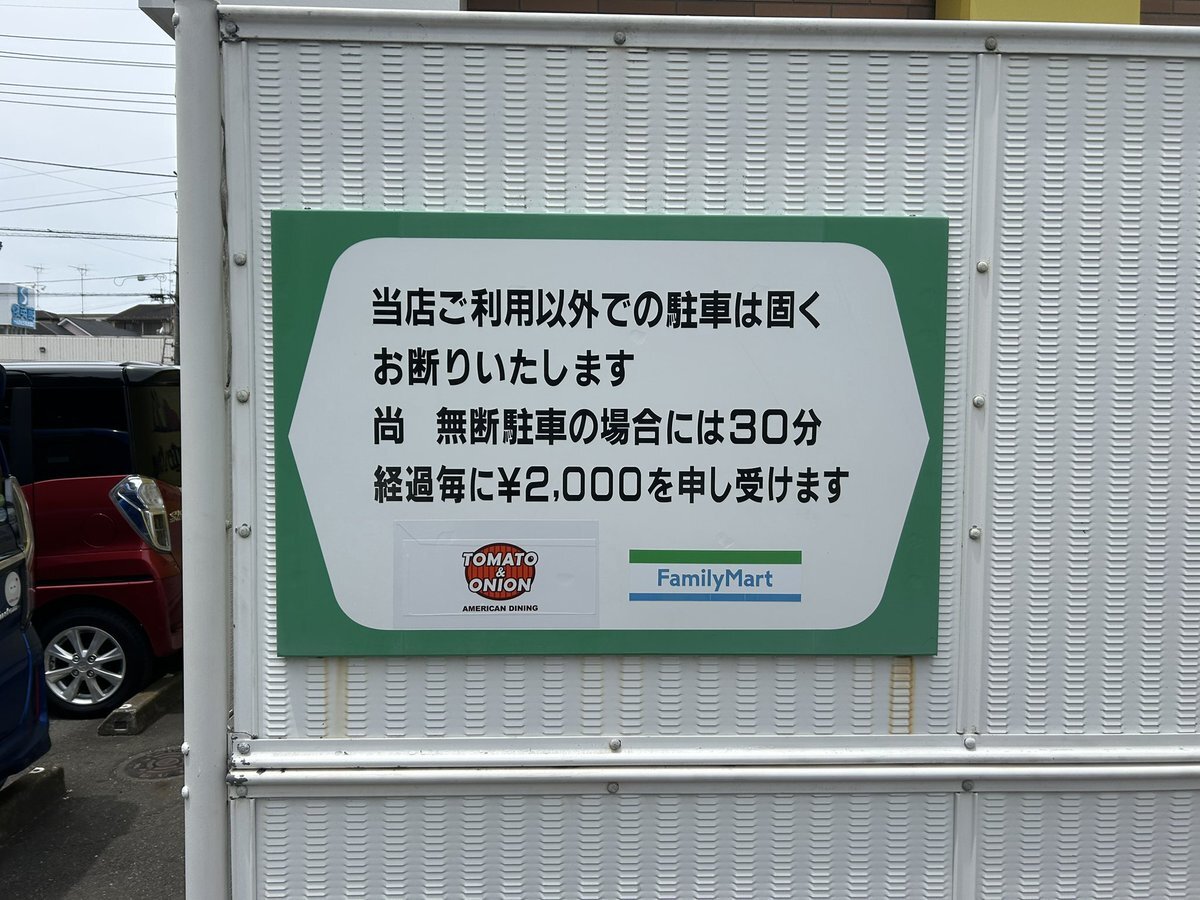 当店ご利用以外での駐車は固く
お断りいたします
尚　無断駐車の場合には30分
経過毎に¥2,000を申し受けます
TOMATO
&
ONION
AMERICAN DINING
FamilyMart